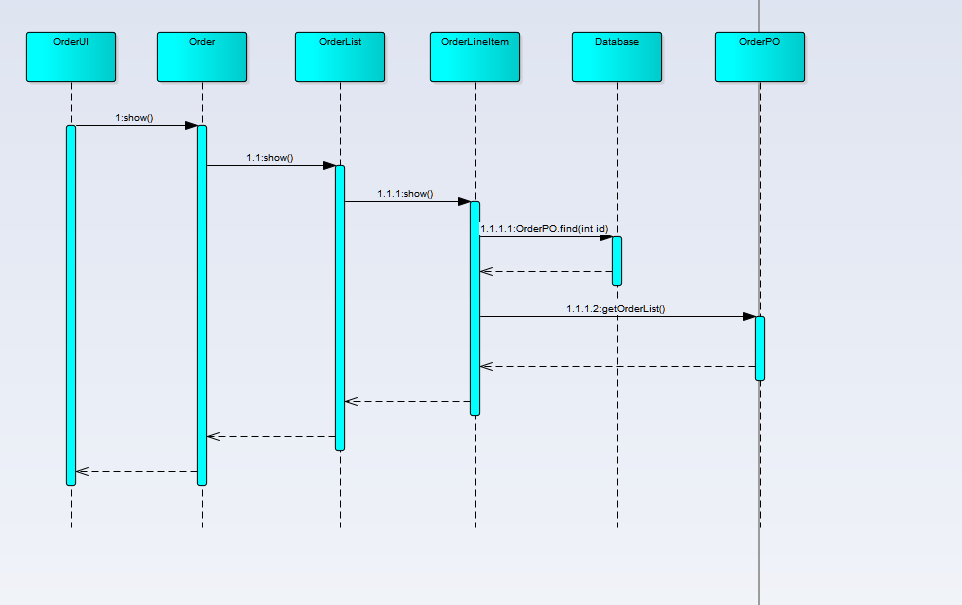 OrderUI
Order
OrderList
OrderLineItem
Database
OrderPO
1:show()
1.1:show()
1.1.1:show()
1.1.1.1:OrderPO.find(int id)
1.1.1.2:getOrderList()